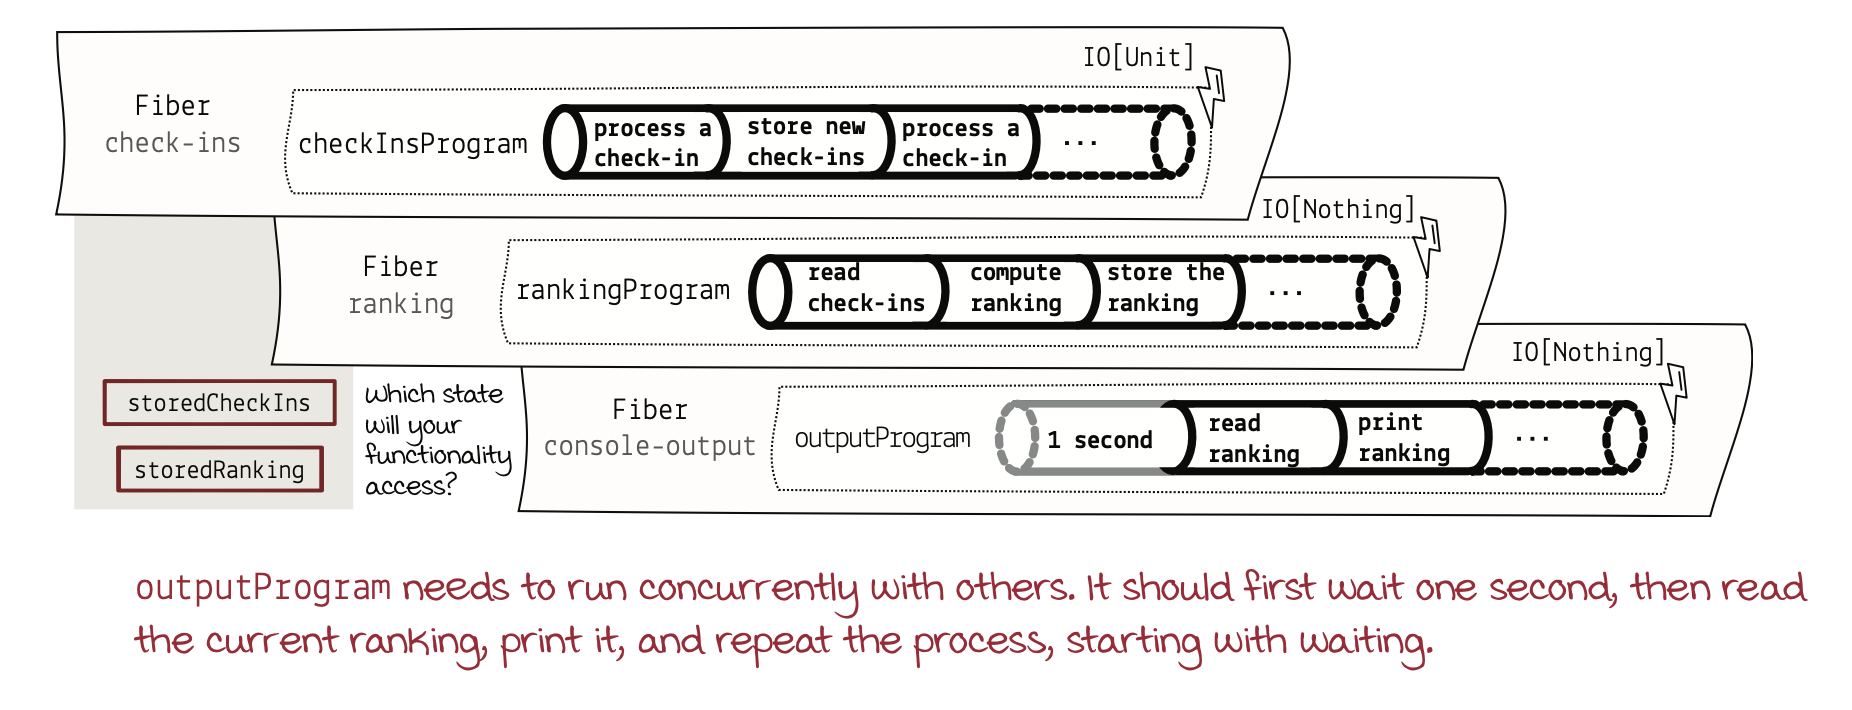 IO[Unit]
Fiber
check-ins
checkInsProgram
process a
check-in
store new
check-ins
process a
check-in
...
IO[Nothing]
Fiber
ranking
rankingProgram
read
check-ins
compute
ranking
store the
ranking
...
IO[Nothing]
storedCheckIns
storedRanking
Which state
will your
functionality
access?
Fiber
console-output
outputProgram
1 second
read
ranking
print
ranking
...
outputProgram needs to run concurrently with others. It should first wait one second, then read
the current ranking, print it, and repeat the process, starting with waiting.